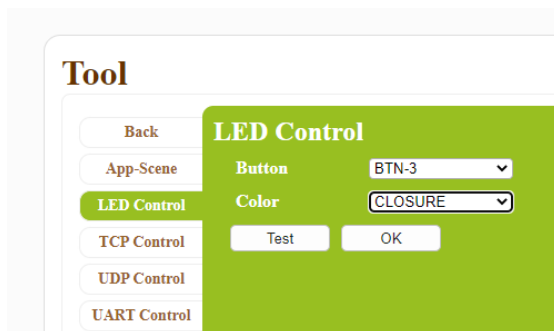 Tool
Back
App-Scene
LED Control
TCP Control
UDP Control
UART Control
LED Control
Button BTN-3
Color CLOSURE
Test OK